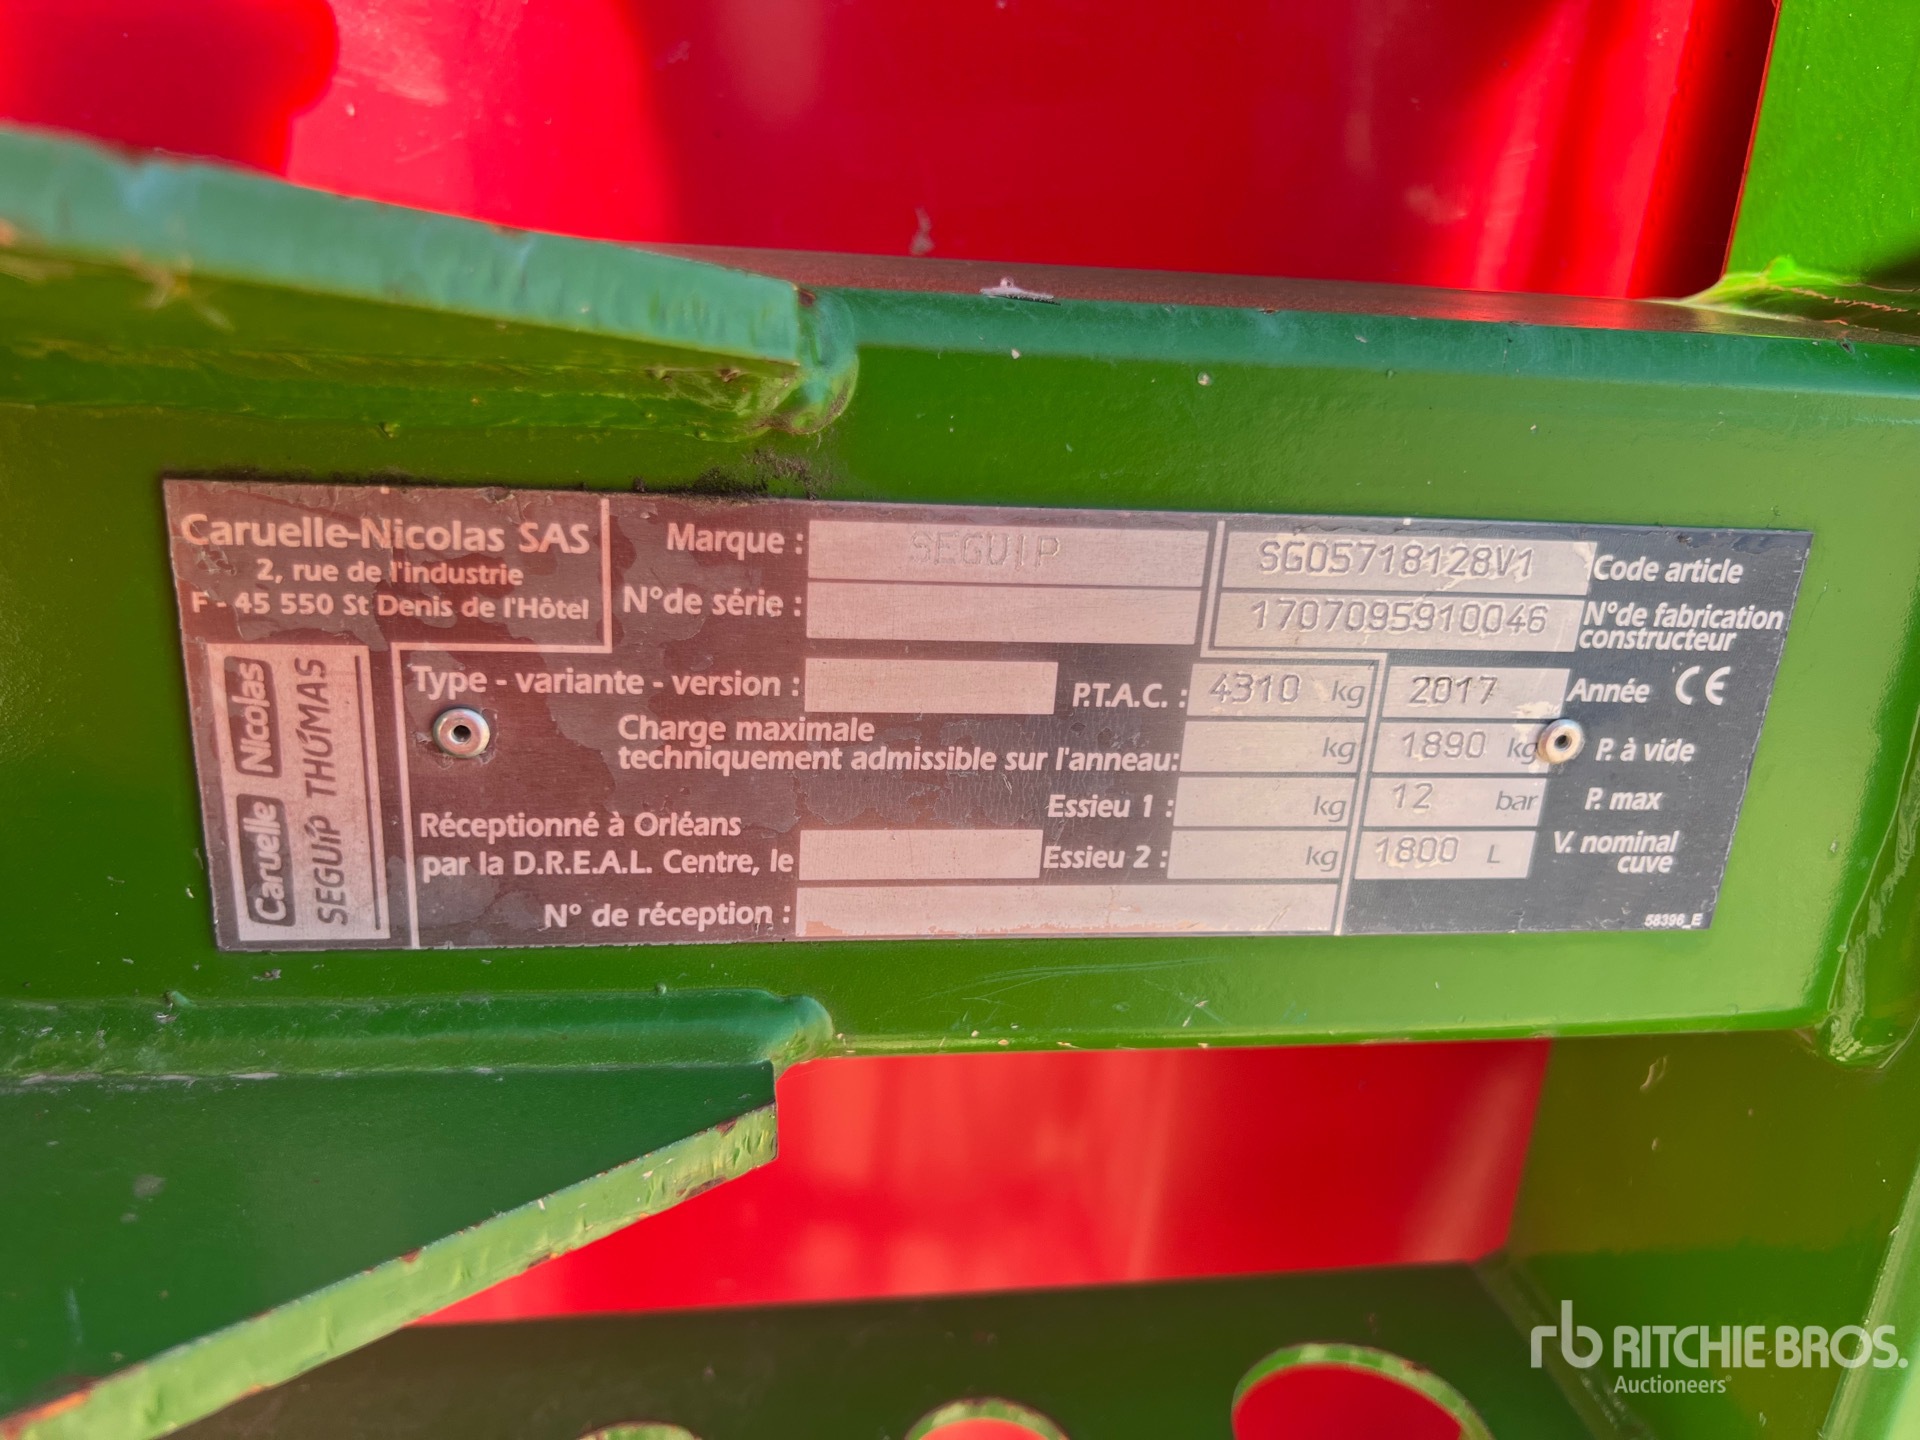 Caruelle-Nicolas SAS
2, rue de l'industrie
F - 45 550 St Denis de l'Hôtel
Caruelle Nicolas
SEGUIP THOMAS
Marque : SEGUIP
N°de série :
SG05718128V1 Code article
1707095910046 N°de fabrication
constructeur
Type - variante - version :
P.T.A.C. : 4310 kg
2017 Année CE
Charge maximale
techniquement admissible sur l'anneau: kg
1890 kg P. à vide
Essieu 1 : kg
12 bar P. max
Réceptionné à Orléans
par la D.R.E.A.L. Centre, le
Essieu 2 : kg
1800 L V. nominal
cuve
N° de réception :
58396_E
rb RITCHIE BROS.
Auctioneers